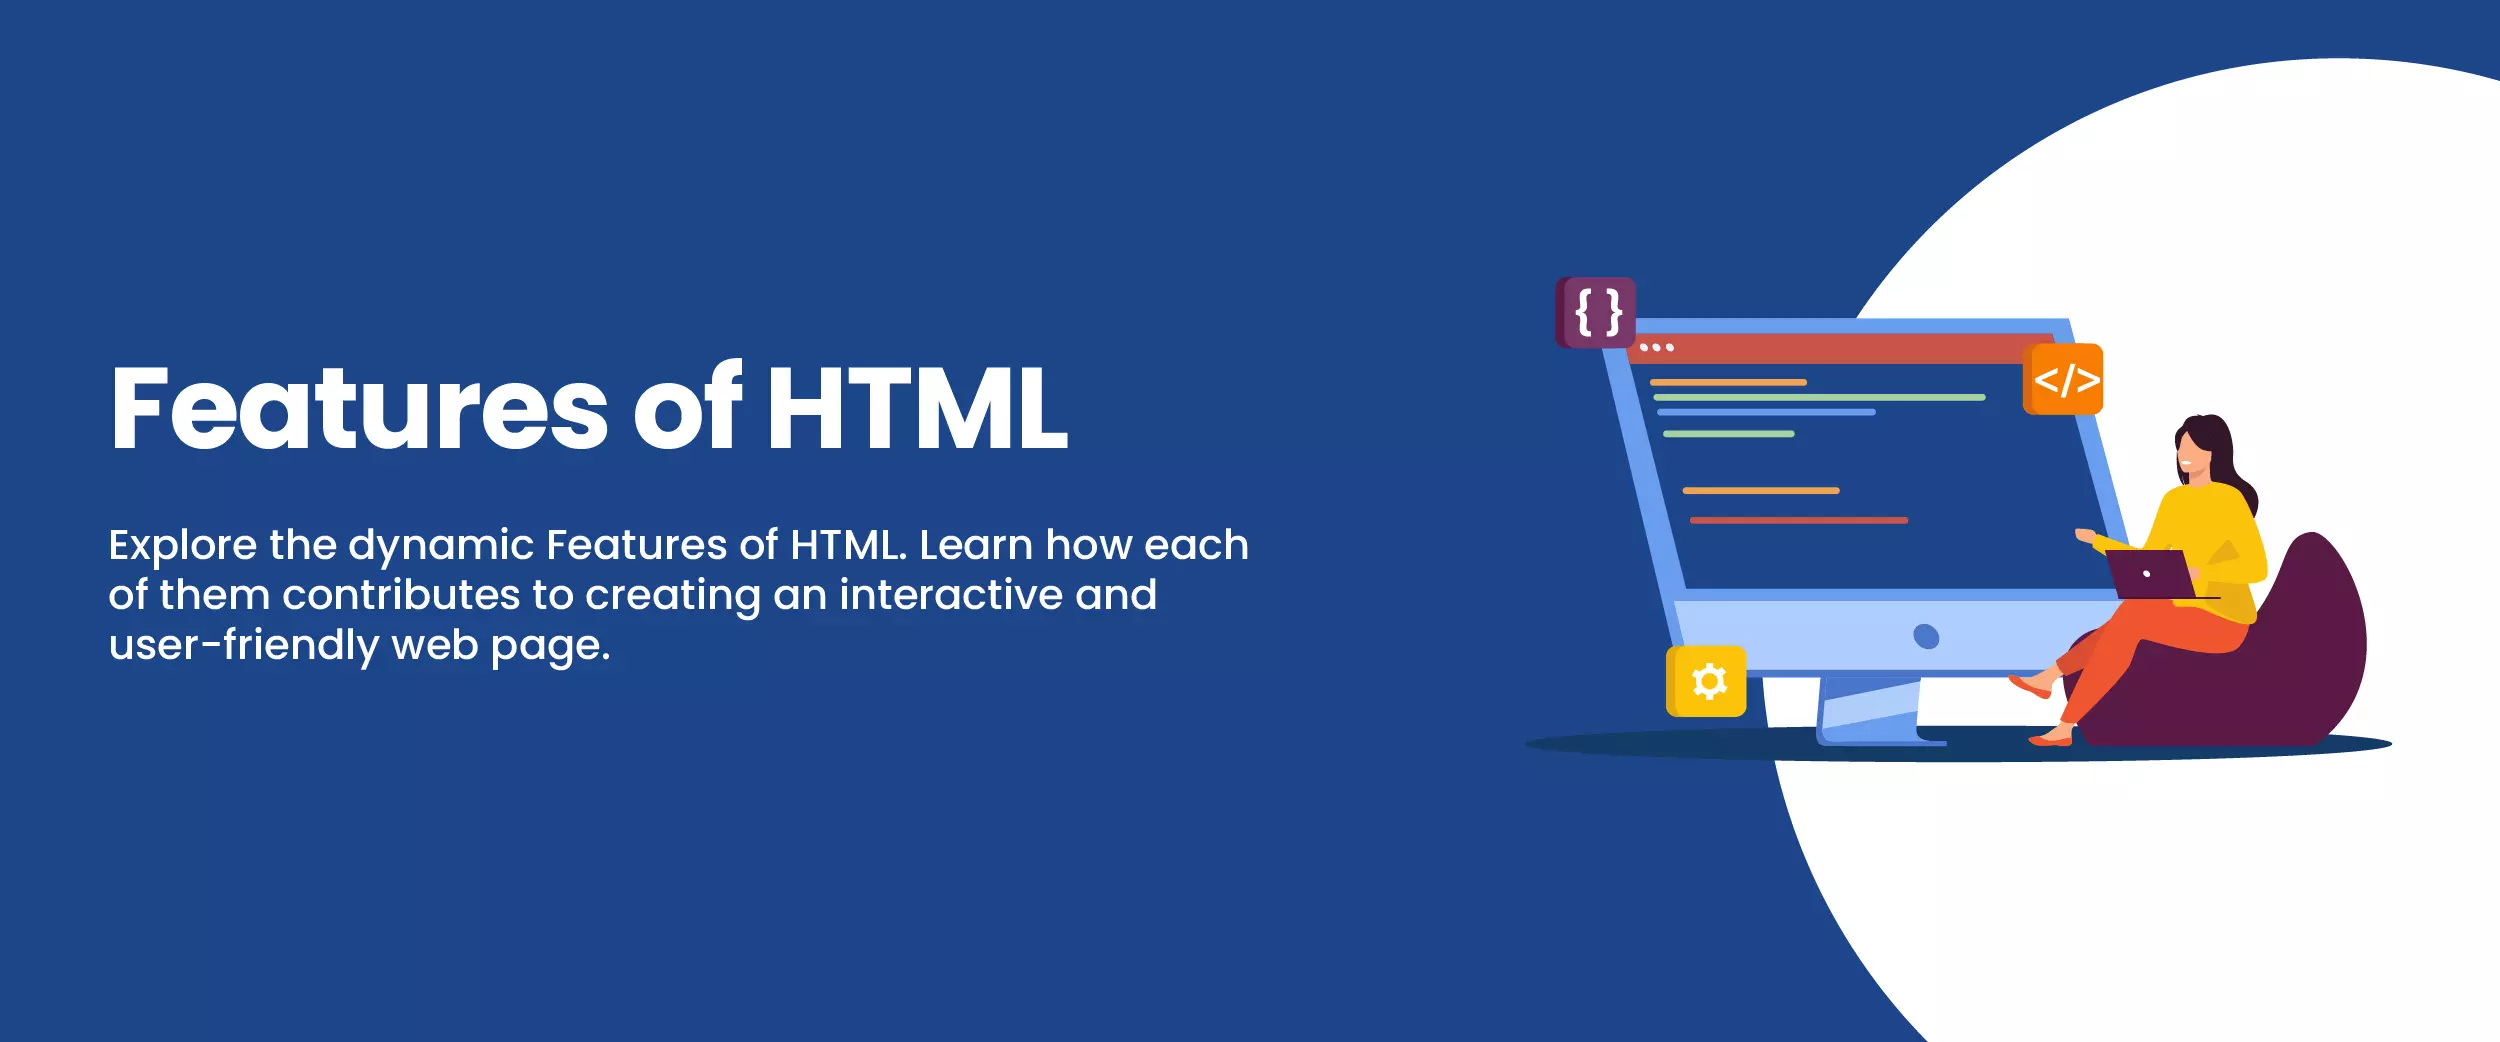 Features of HTML
Explore the dynamic Features of HTML. Learn how each
of them contributes to creating an interactive and
user-friendly web page.
{ }
</>